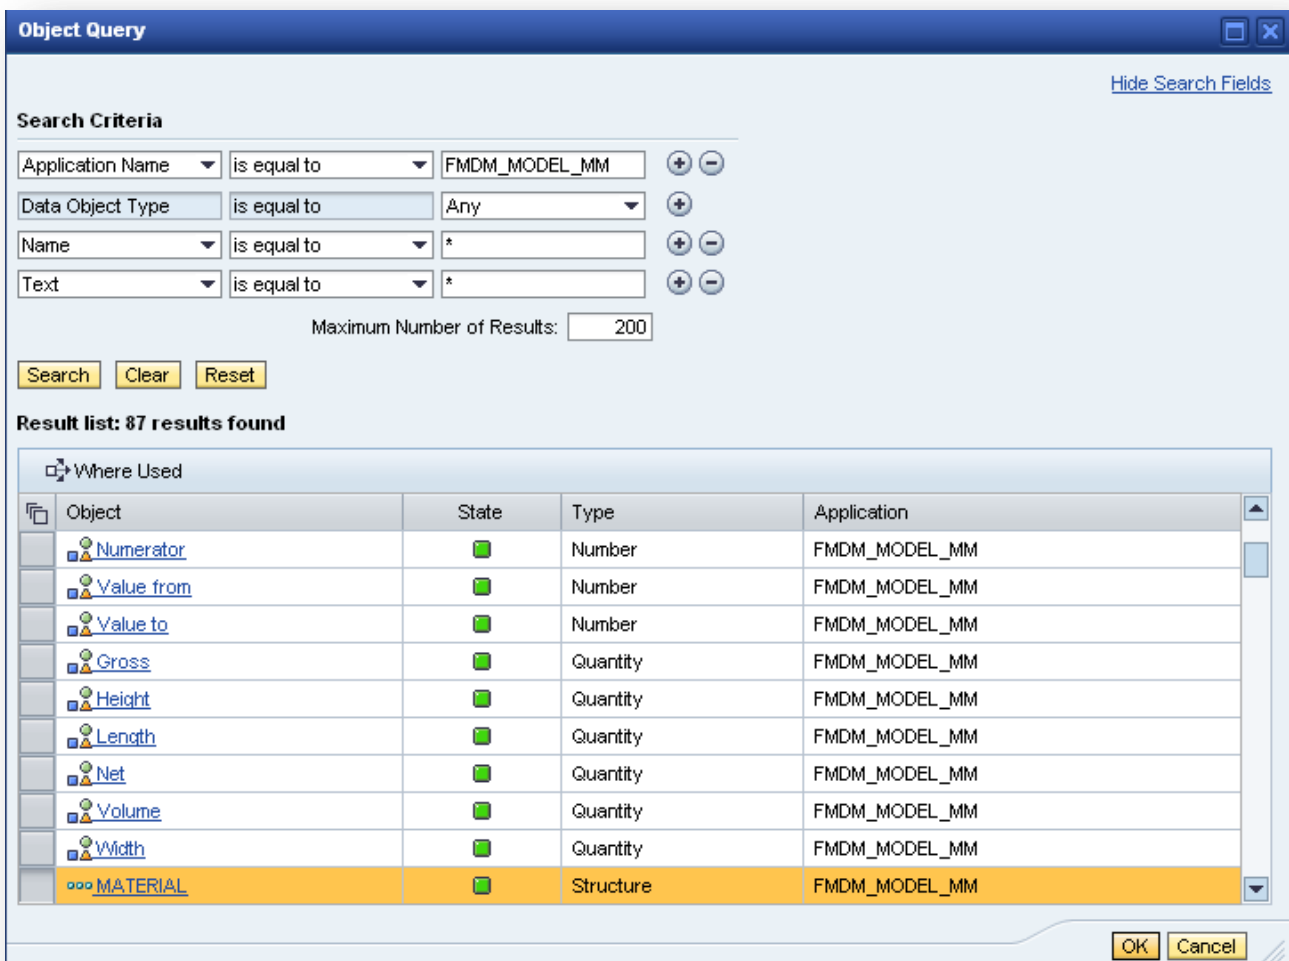 Object Query
Hide Search Fields
Search Criteria
Application Name is equal to FMDM_MODEL_MM
Data Object Type is equal to Any
Name is equal to *
Text is equal to *
Maximum Number of Results: 200
Search Clear Reset
Result list: 87 results found
Where Used
Object State Type Application
Numerator Number FMDM_MODEL_MM
Value from Number FMDM_MODEL_MM
Value to Number FMDM_MODEL_MM
Gross Quantity FMDM_MODEL_MM
Height Quantity FMDM_MODEL_MM
Length Quantity FMDM_MODEL_MM
Net Quantity FMDM_MODEL_MM
Volume Quantity FMDM_MODEL_MM
Width Quantity FMDM_MODEL_MM
MATERIAL Structure FMDM_MODEL_MM
OK Cancel